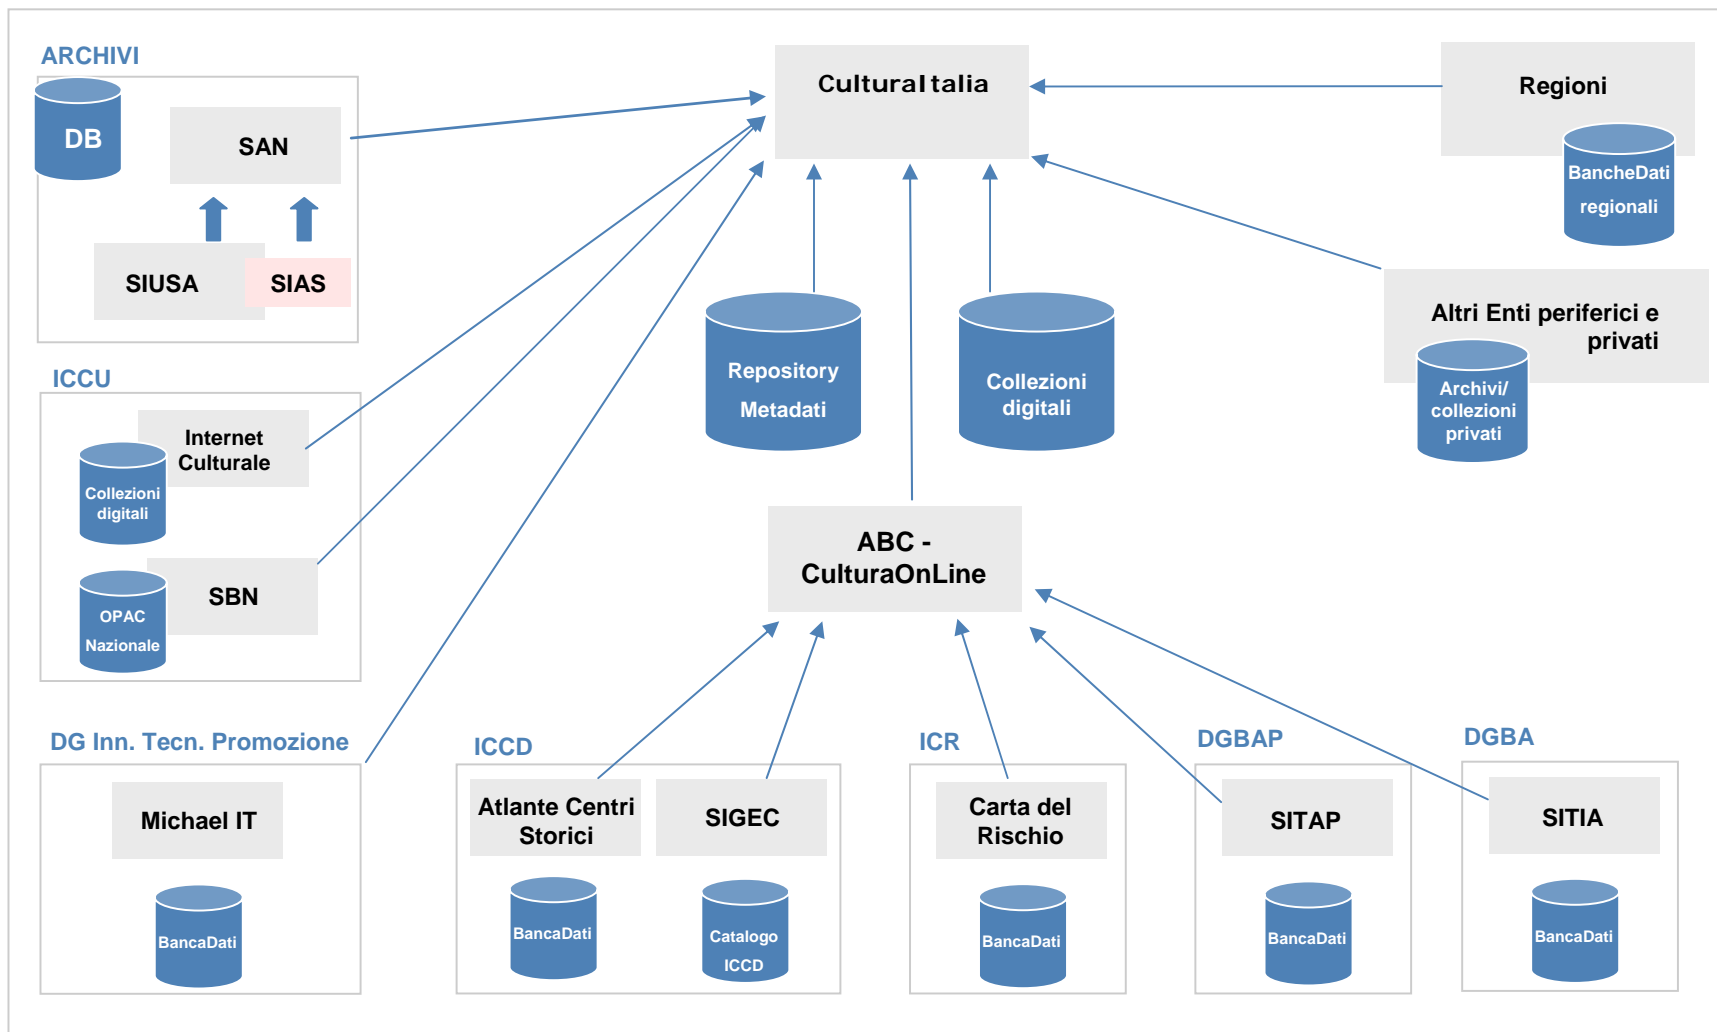 ARCHIVI
DB
SAN
SIUSA
SIAS
CulturaItalia
Regioni
BancheDati
regionali
Altri Enti periferici e
privati
Archivi/
collezioni
privati
Repository
Metadati
Collezioni
digitali
ICCU
Internet
Culturale
Collezioni
digitali
SBN
OPAC
Nazionale
ABC -
CulturaOnLine
DG Inn. Tecn. Promozione
Michael IT
BancaDati
ICCD
Atlante Centri
Storici
BancaDati
SIGEC
Catalogo
ICCD
ICR
Carta del
Rischio
BancaDati
DGBAP
SITAP
BancaDati
DGBA
SITIA
BancaDati